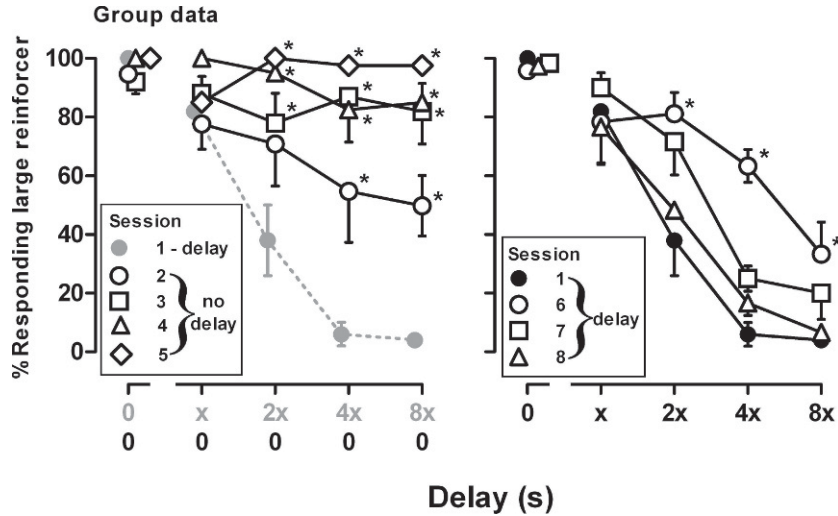 Group data
%Responding large reinforcer
100
80
60
40
20
0
Session
1 - delay
2
3
4
5
no delay
0 x 2x 4x 8x
0 0 0 0 0
* * *
* * *
* * *
* *
Session
1
6
7
8
delay
0 x 2x 4x 8x
* * *
Delay (s)